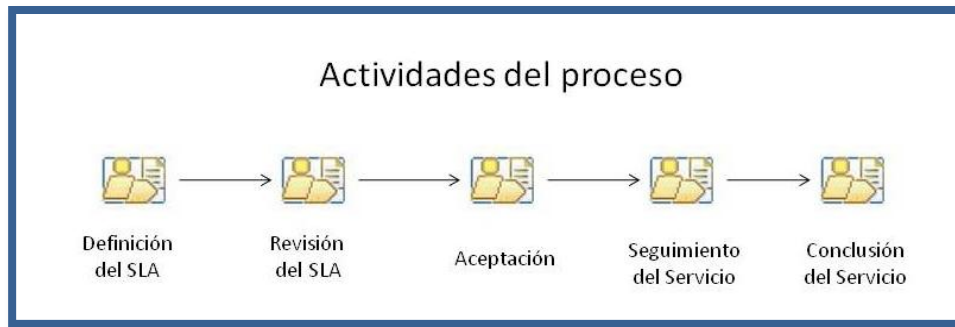 Actividades del proceso
Definición
del SLA
Revisión
del SLA
Aceptación
Seguimiento
del Servicio
Conclusión
del Servicio